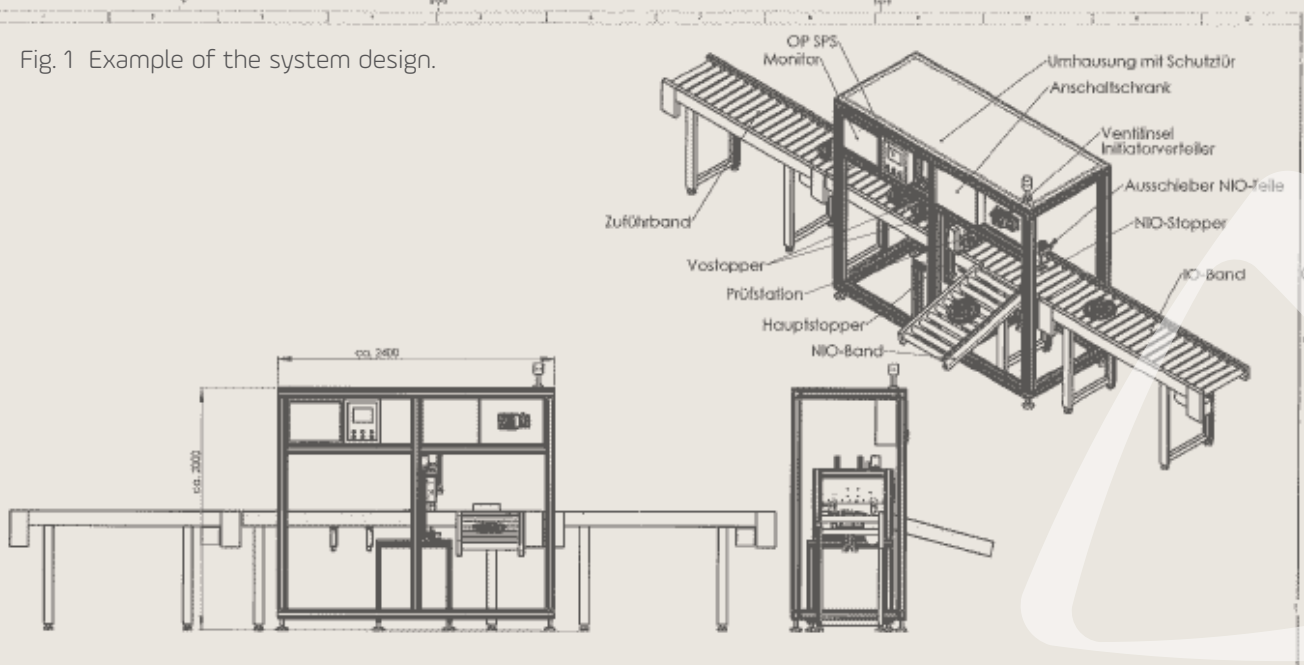 Fig. 1 Example of the system design.
OP SPS
Monitor
Umhausung mit Schutztür
Anschaltschrank
Ventilinsel
Initiatorverteiler
Ausschieber NIO-Teile
NIO-Stopper
IO-Band
Zuführband
Vostopper
Prüfstation
Hauptstopper
NIO-Band
ca. 2400
ca. 2000